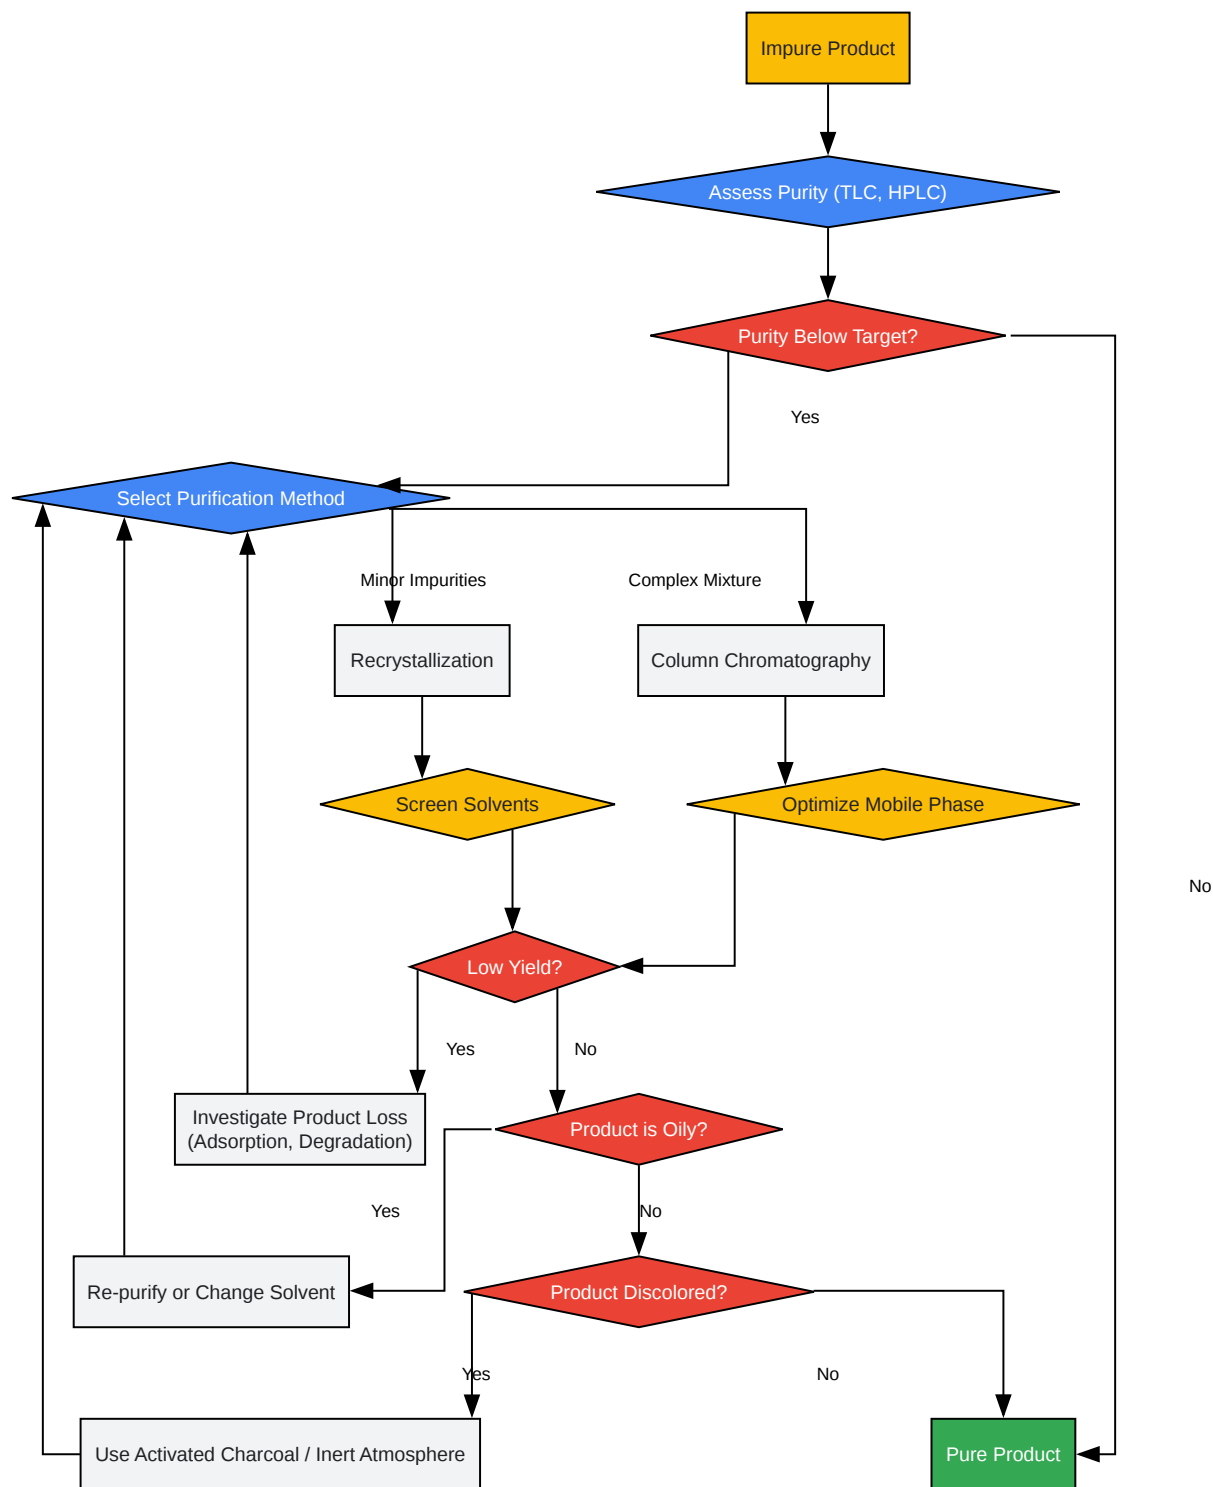 Impure Product
Assess Purity (TLC, HPLC)
Purity Below Target?
Yes
Select Purification Method
Minor Impurities
Complex Mixture
Recrystallization
Column Chromatography
Screen Solvents
Optimize Mobile Phase
No
Low Yield?
Yes
No
Investigate Product Loss
(Adsorption, Degradation)
Product is Oily?
Yes
No
Re-purify or Change Solvent
Product Discolored?
Yes
No
Use Activated Charcoal / Inert Atmosphere
Pure Product